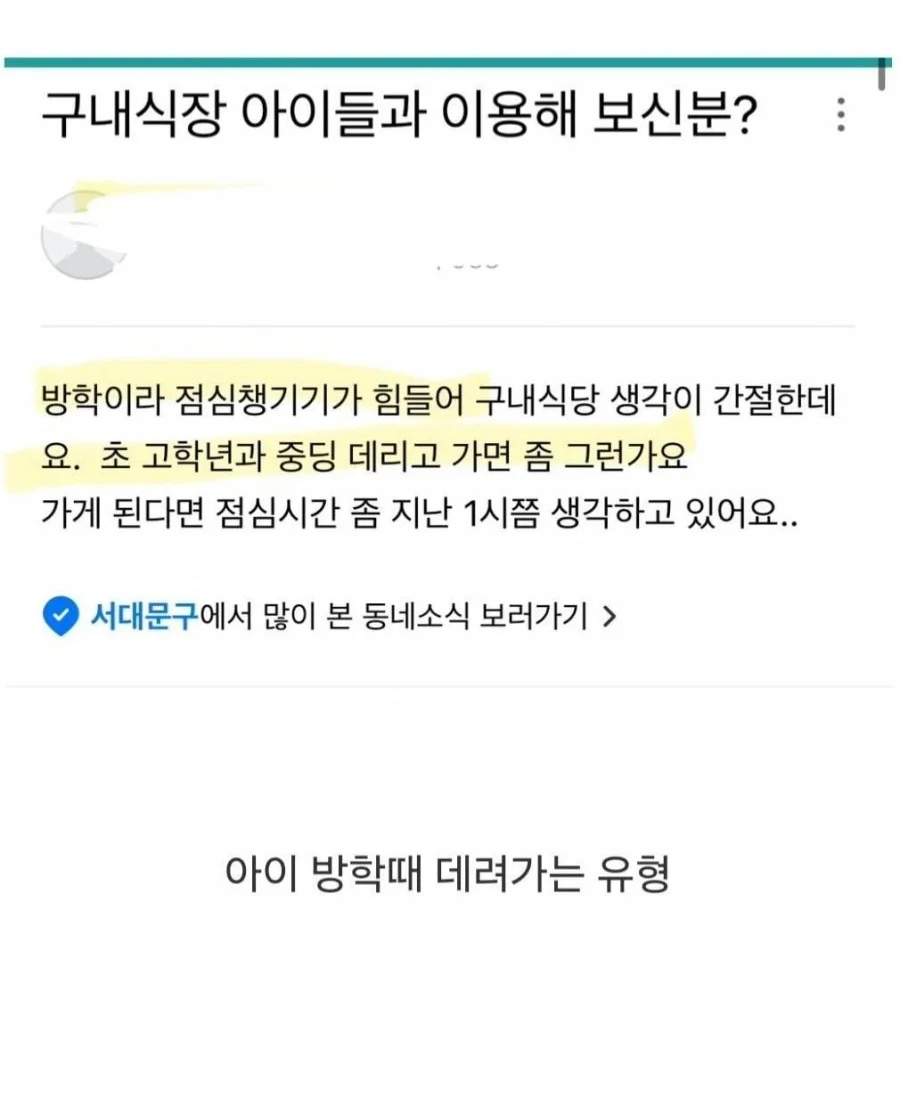 구내식장 아이들과 이용해 보신분?
방학이라 점심챙기기가 힘들어 구내식당 생각이 간절한데
요. 초 고학년과 중딩 데리고 가면 좀 그런가요
가게 된다면 점심시간 좀 지난 1시쯤 생각하고 있어요..
서대문구에서 많이 본 동네소식 보러가기 >
아이 방학때 데려가는 유형